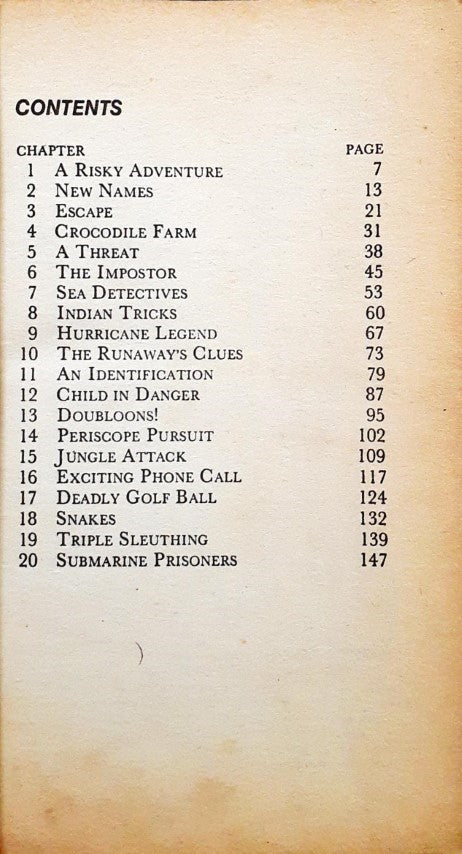 CONTENTS
CHAPTER PAGE
1 A RISKY ADVENTURE 7
2 NEW NAMES 13
3 ESCAPE 21
4 CROCODILE FARM 31
5 A THREAT 38
6 THE IMPOSTOR 45
7 SEA DETECTIVES 53
8 INDIAN TRICKS 60
9 HURRICANE LEGEND 67
10 THE RUNAWAY'S CLUES 73
11 AN IDENTIFICATION 79
12 CHILD IN DANGER 87
13 DOUBLOONS! 95
14 PERISCOPE PURSUIT 102
15 JUNGLE ATTACK 109
16 EXCITING PHONE CALL 117
17 DEADLY GOLF BALL 124
18 SNAKES 132
19 TRIPLE SLEUTHING 139
20 SUBMARINE PRISONERS 147